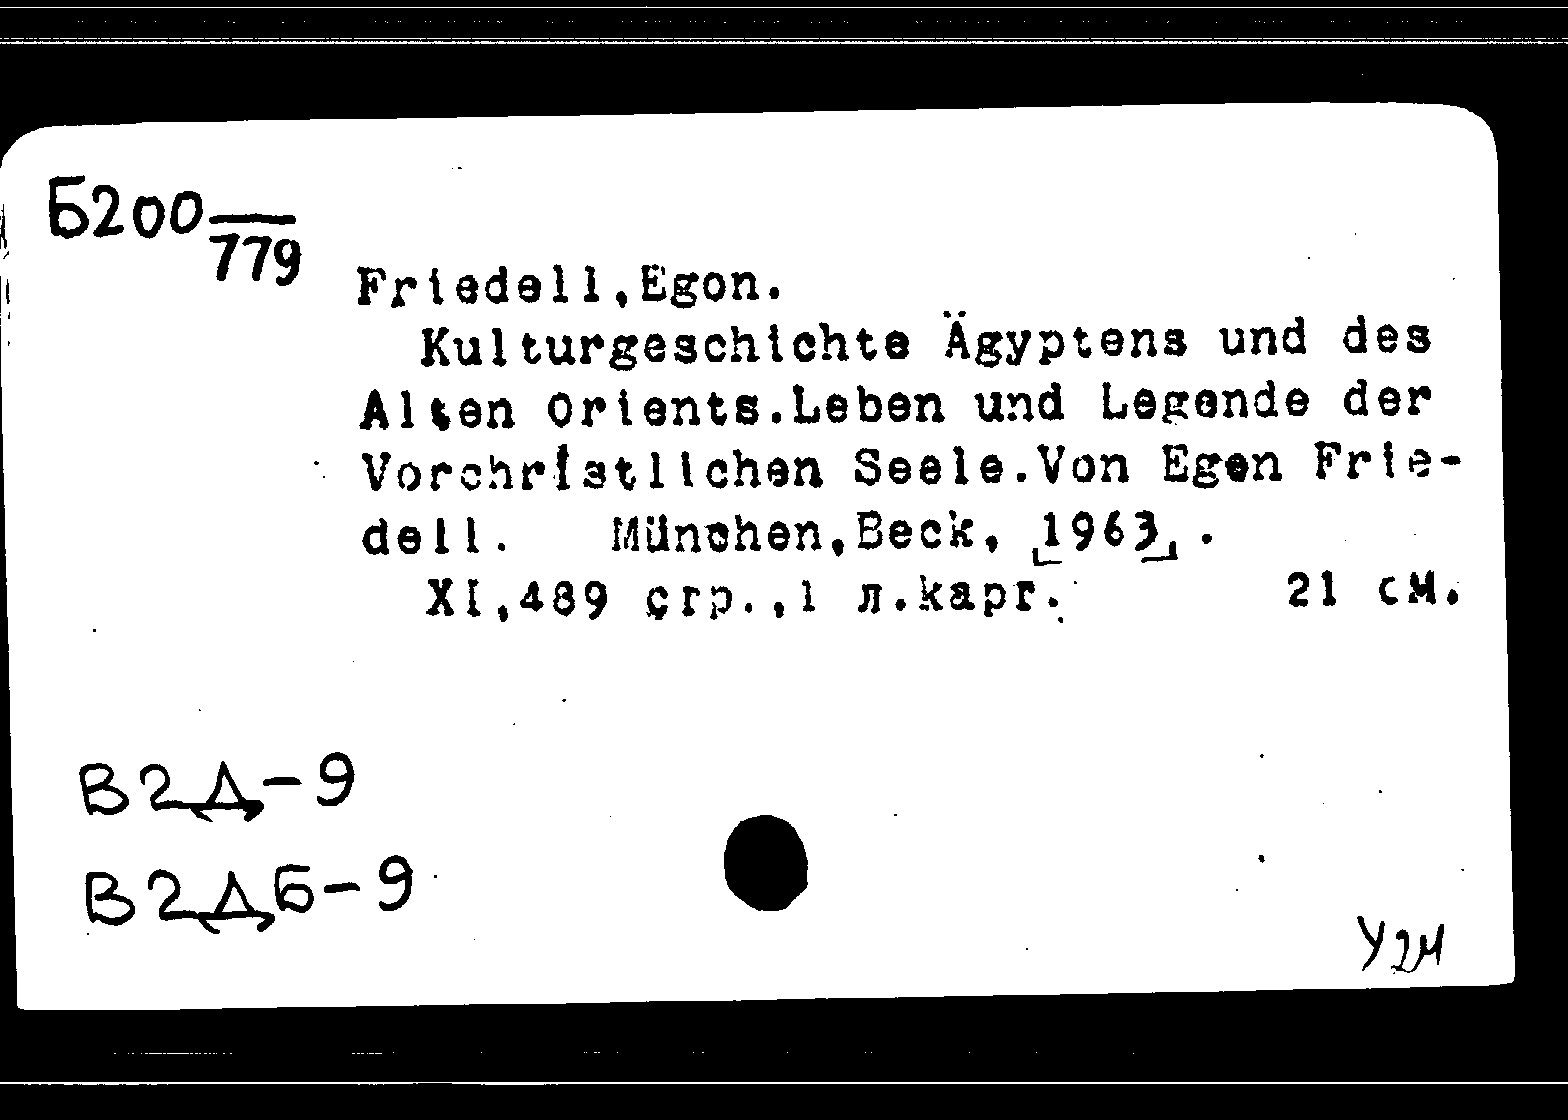 Б200
779
Friedell,Egon.
Kulturgeschichte Ägyptens und des
Alten Orients.Leben und Legende der
Vorchristlichen Seele.Von Egon Frie-
dell. München,Beck, [1963].
XI,489 стр.,1 л.карт. 21 см.
В2Д-9
В2ДБ-9